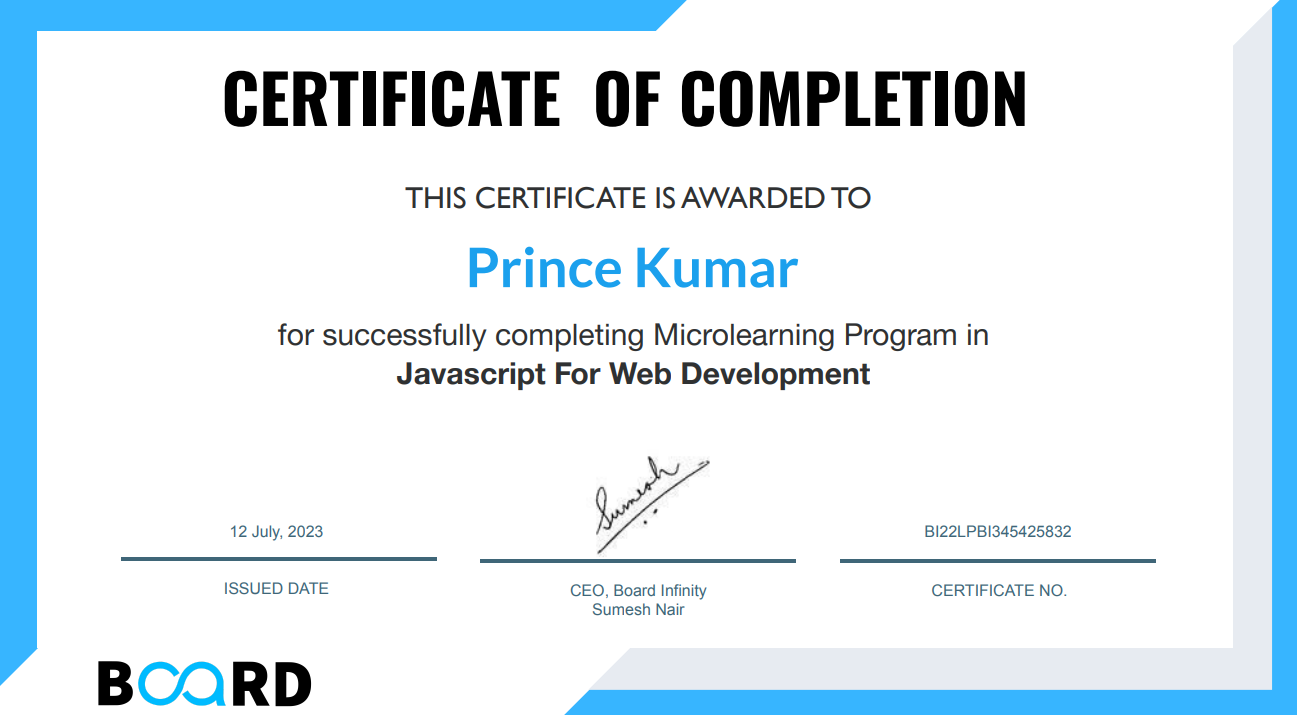 CERTIFICATE OF COMPLETION
THIS CERTIFICATE IS AWARDED TO
Prince Kumar
for successfully completing Microlearning Program in
Javascript For Web Development
Sumesh
12 July, 2023
BI22LPBI345425832
ISSUED DATE
CEO, Board Infinity
Sumesh Nair
CERTIFICATE NO.
BOARD